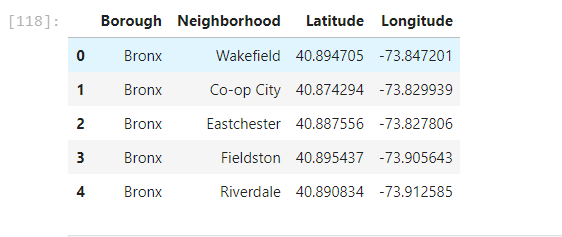 [118]:
Borough Neighborhood Latitude Longitude
0 Bronx Wakefield 40.894705 -73.847201
1 Bronx Co-op City 40.874294 -73.829939
2 Bronx Eastchester 40.887556 -73.827806
3 Bronx Fieldston 40.895437 -73.905643
4 Bronx Riverdale 40.890834 -73.912585